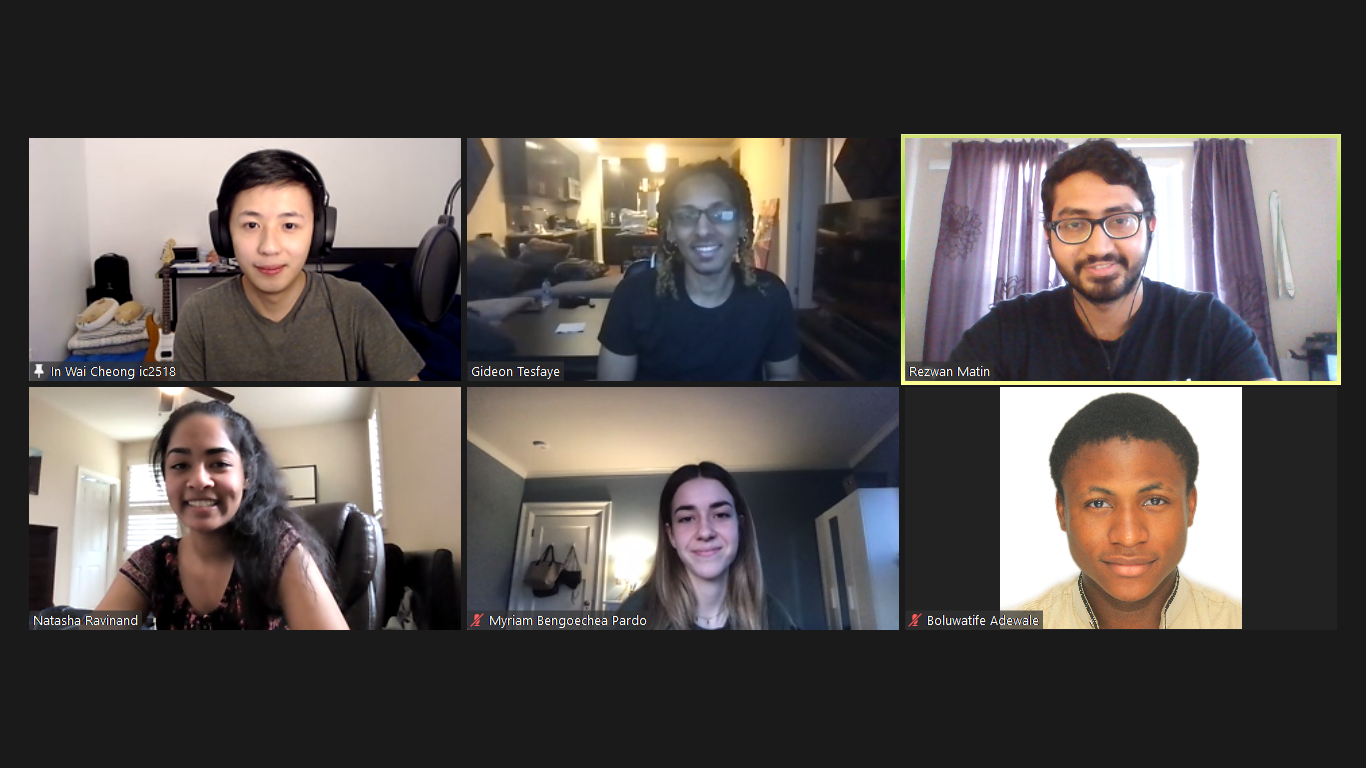 In Wai Cheong ic2518
Gideon Tesfaye
Rezwan Matin
Natasha Ravinand
Myriam Bengoechea Pardo
Boluwatife Adewale